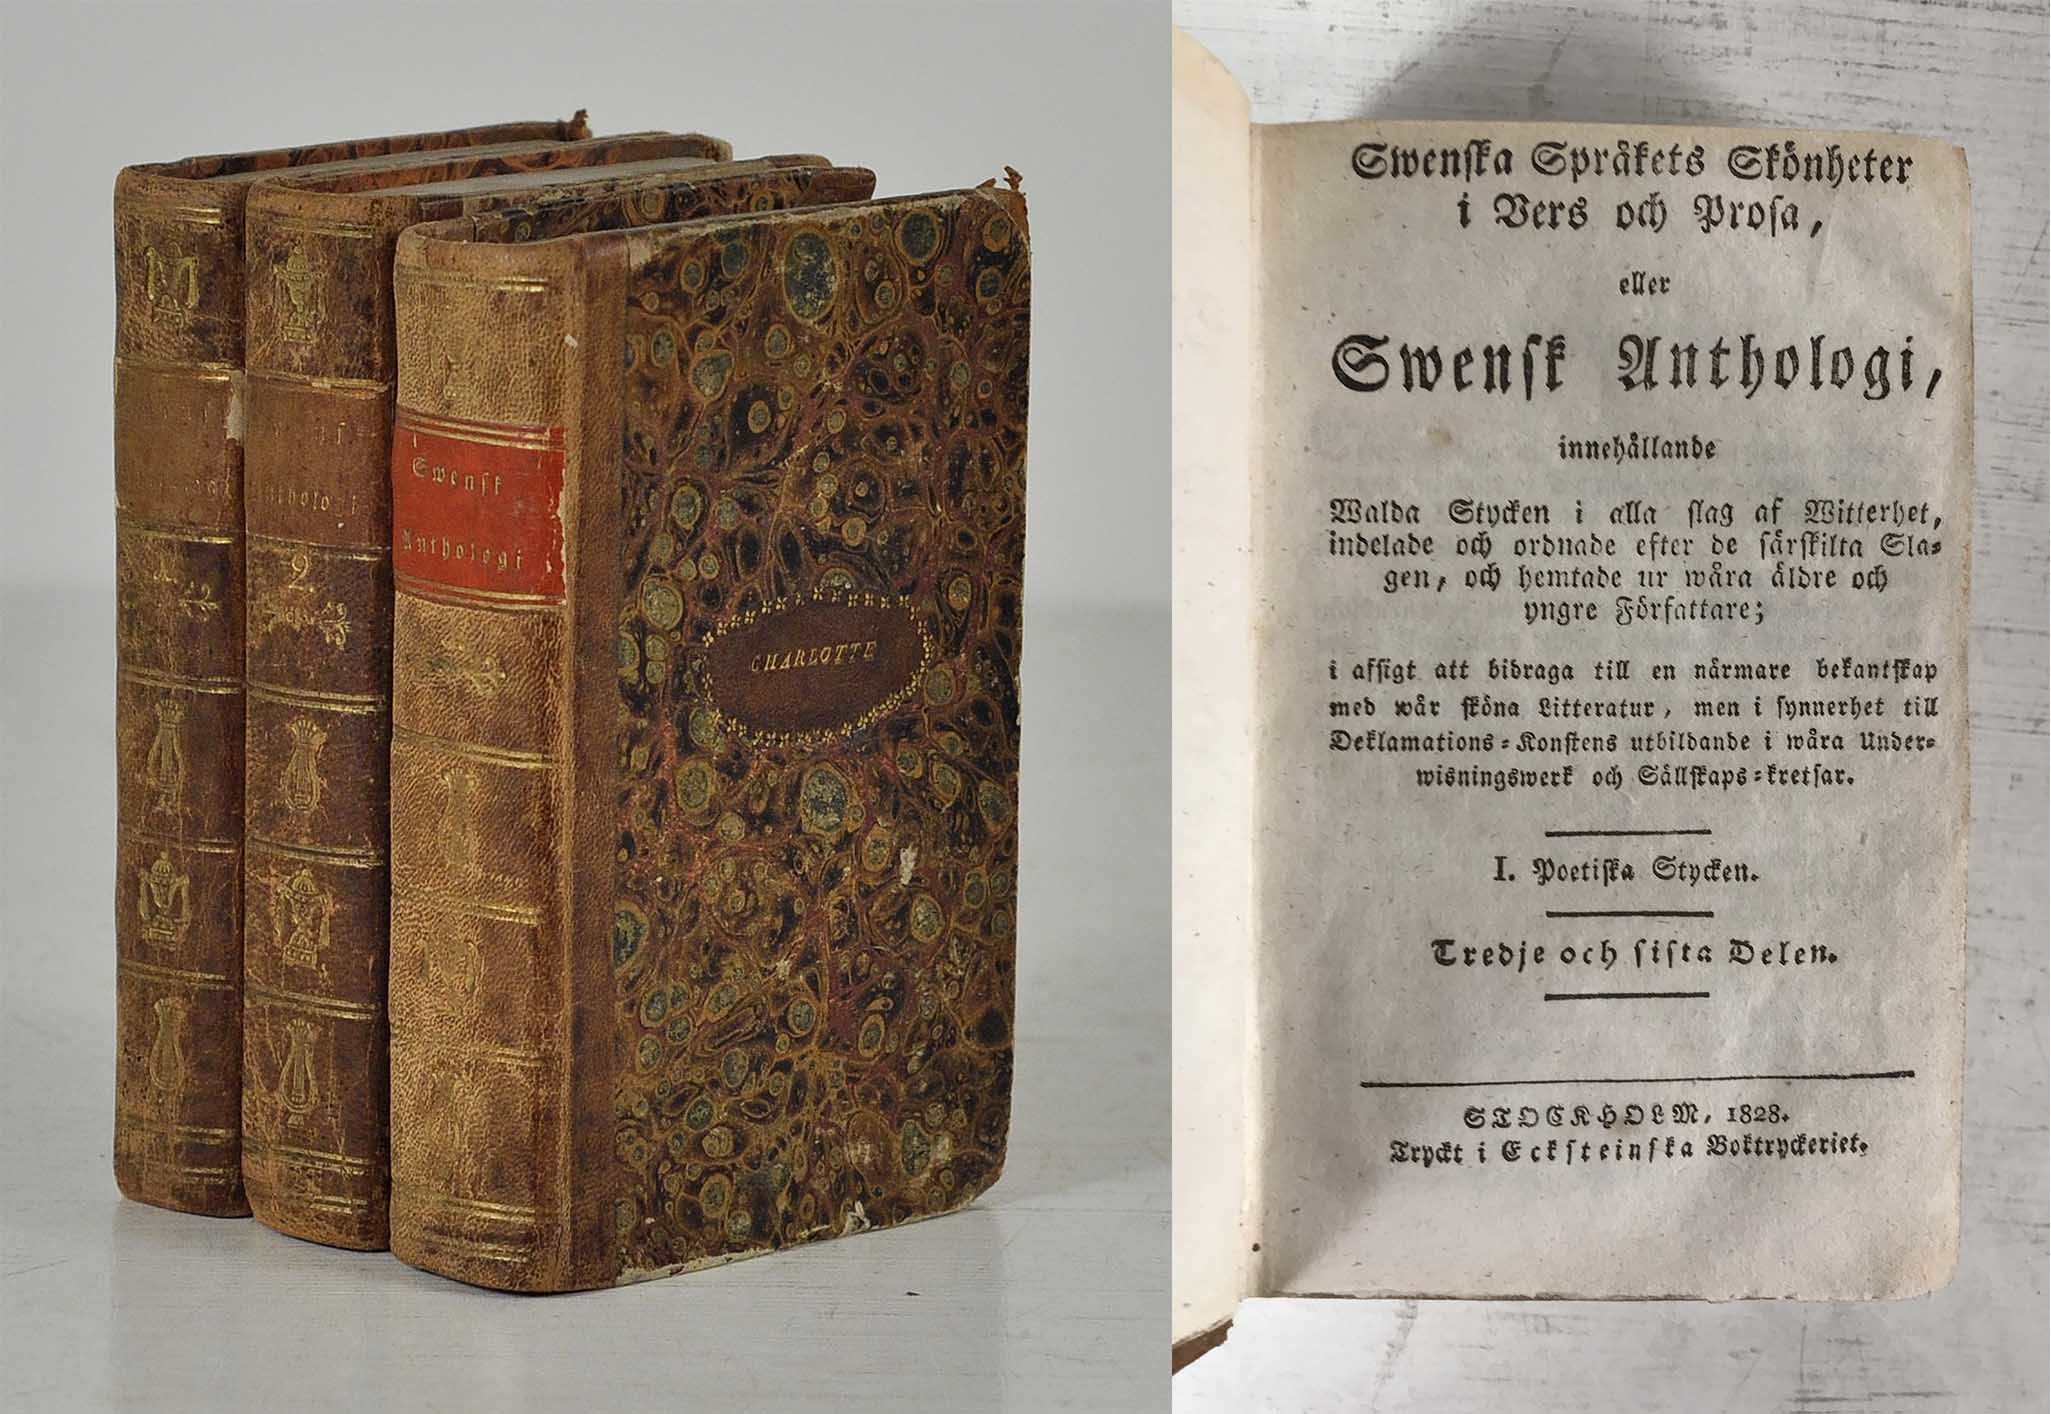 Anthologi
2.
Swensk
Anthologi
CHARLOTTE
Swenska Språkets Skönheter
i Vers och Prosa,
eller
Swensk Anthologi,
innehållande
Walda Stycken i alla slag af Witterhet,
indelade och ordnade efter de särskilta Sla-
gen, och hemtade ur wåra äldre och
yngre Författare;
i afsigt att bidraga till en närmare bekantskap
med wår sköna Litteratur, men i synnerhet till
Deklamations-Konstens utbildande i wåra Under-
wisningswerk och Sällskaps-kretsar.
I. Poetiska Stycken.
Tredje och sista Delen.
STOCKHOLM, 1828.
Tryckt i Ecksteinska Boktryckeriet.